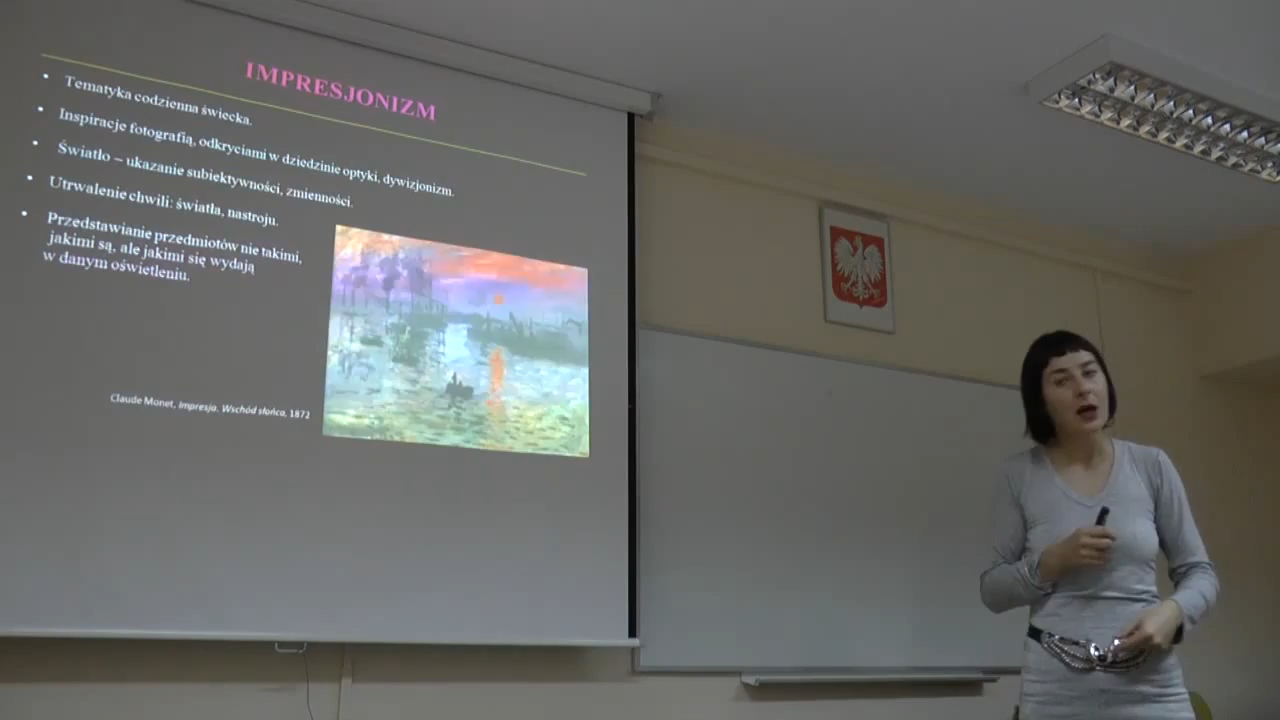 IMPRESJONIZM
• Tematyka codzienna świecka.
• Inspiracje fotografią, odkryciami w dziedzinie optyki, dywizjonizm.
• Światło – ukazanie subiektywności, zmienności.
• Utrwalenie chwili: światła, nastroju.
• Przedstawianie przedmiotów nie takimi,
jakimi są, ale jakimi się wydają
w danym oświetleniu.
Claude Monet, Impresja. Wschód słońca, 1872